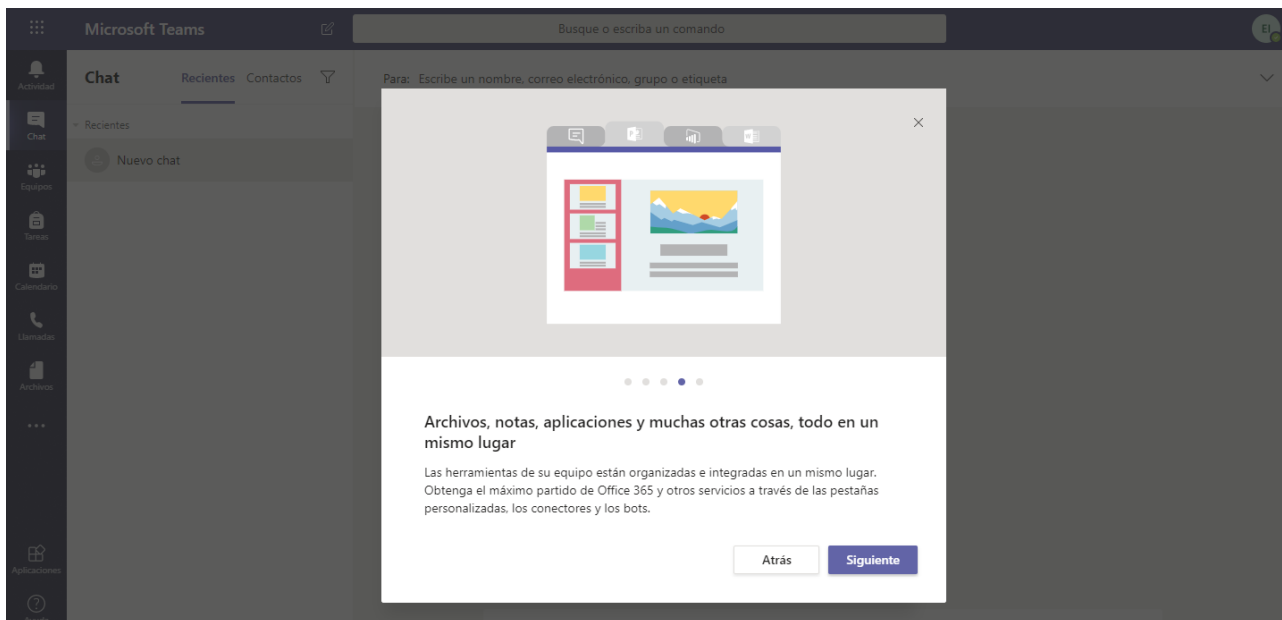 Microsoft Teams
Busque o escriba un comando
EI
Actividad
Chat
Equipos
Tareas
Calendario
Llamadas
Archivos
Aplicaciones
Chat
Recientes
Contactos
Recientes
Nuevo chat
Para: Escribe un nombre, correo electrónico, grupo o etiqueta
Archivos, notas, aplicaciones y muchas otras cosas, todo en un
mismo lugar
Las herramientas de su equipo están organizadas e integradas en un mismo lugar.
Obtenga el máximo partido de Office 365 y otros servicios a través de las pestañas
personalizadas, los conectores y los bots.
Atrás
Siguiente